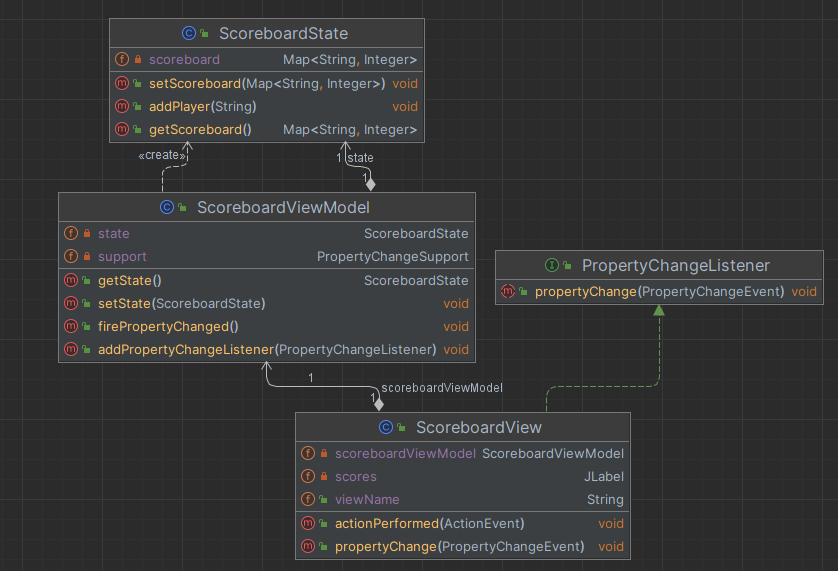 ScoreboardState
scoreboard Map<String, Integer>
setScoreboard(Map<String, Integer>) void
addPlayer(String) void
getScoreboard() Map<String, Integer>
«create»
1 state
1
ScoreboardViewModel
state ScoreboardState
support PropertyChangeSupport
getState() ScoreboardState
setState(ScoreboardState) void
firePropertyChanged() void
addPropertyChangeListener(PropertyChangeListener) void
PropertyChangeListener
propertyChange(PropertyChangeEvent) void
1
scoreboardViewModel
1
ScoreboardView
scoreboardViewModel ScoreboardViewModel
scores JLabel
viewName String
actionPerformed(ActionEvent) void
propertyChange(PropertyChangeEvent) void